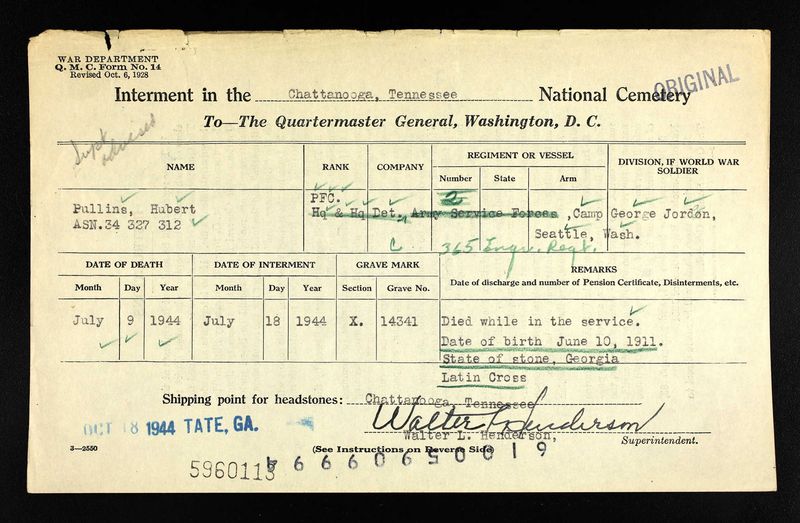 WAR DEPARTMENT
Q. M. C. Form No. 14
Revised Oct. 6, 1928
ORIGINAL
Interment in the Chattanooga, Tennessee National Cemetery
To—The Quartermaster General, Washington, D. C.
NAME
RANK
COMPANY
REGIMENT OR VESSEL
Number State Arm
DIVISION, IF WORLD WAR SOLDIER
Pullins, Hubert
ASN.34 327 312
PFC. 2
Hq & Hq Det., Army Service Forces ,Camp George Jordon,
Seattle, Wash.
C 365 Engr. Regt.
DATE OF DEATH
DATE OF INTERMENT
GRAVE MARK
REMARKS
Month Day Year Month Day Year Section Grave No.
Date of discharge and number of Pension Certificate, Disinterments, etc.
July 9 1944 July 18 1944 X. 14341
Died while in the service.
Date of birth June 10, 1911.
State of stone, Georgia
Latin Cross
Shipping point for headstones: Chattanooga, Tennessee
OCT 18 1944 TATE, GA.
Walter L. Henderson
Walter L. Henderson,
Superintendent.
3—2550
(See Instructions on Reverse Side)
5960113